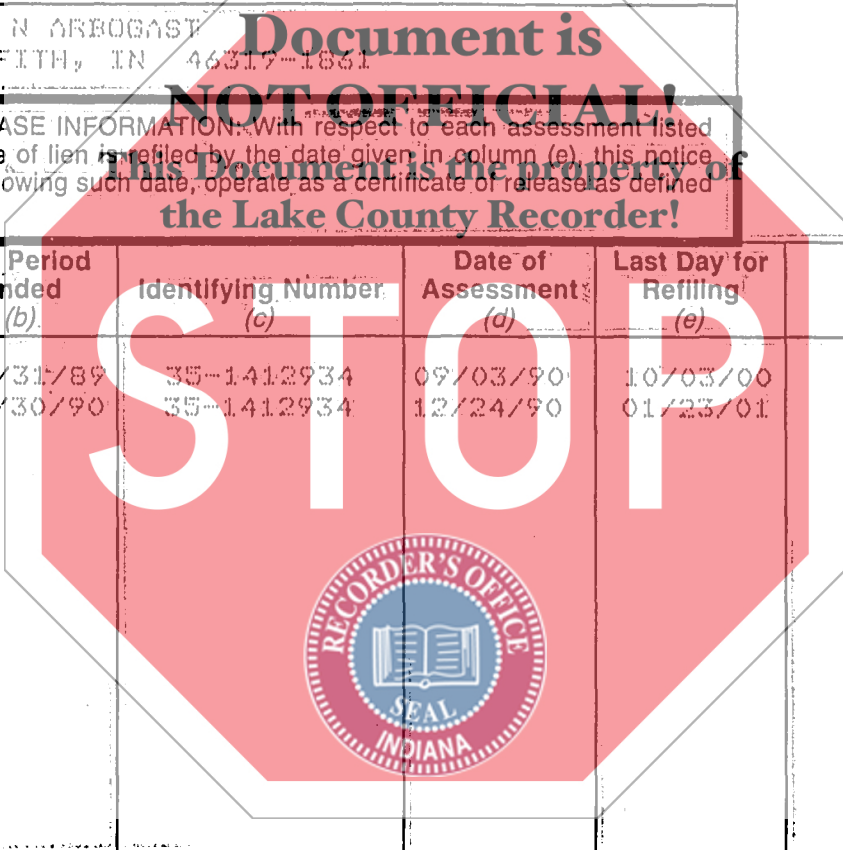 N ARBOGAST
FITH, IN 46319-1861
Document is
NOT OFFICIAL!
This Document is the property of
the Lake County Recorder!
ASE INFORMATION: With respect to each assessment listed
e of lien is refiled by the date given in column (e), this notice
owing such date, operate as a certificate of release as defined
Period
nded
(b)
Identifying Number
(c)
Date of
Assessment
(d)
Last Day for
Refiling
(e)
/31/89 35-1412934 09/03/90 10/03/00
/30/90 35-1412934 12/24/90 01/23/01
STOP
RECORDER'S OFFICE
SEAL
INDIANA